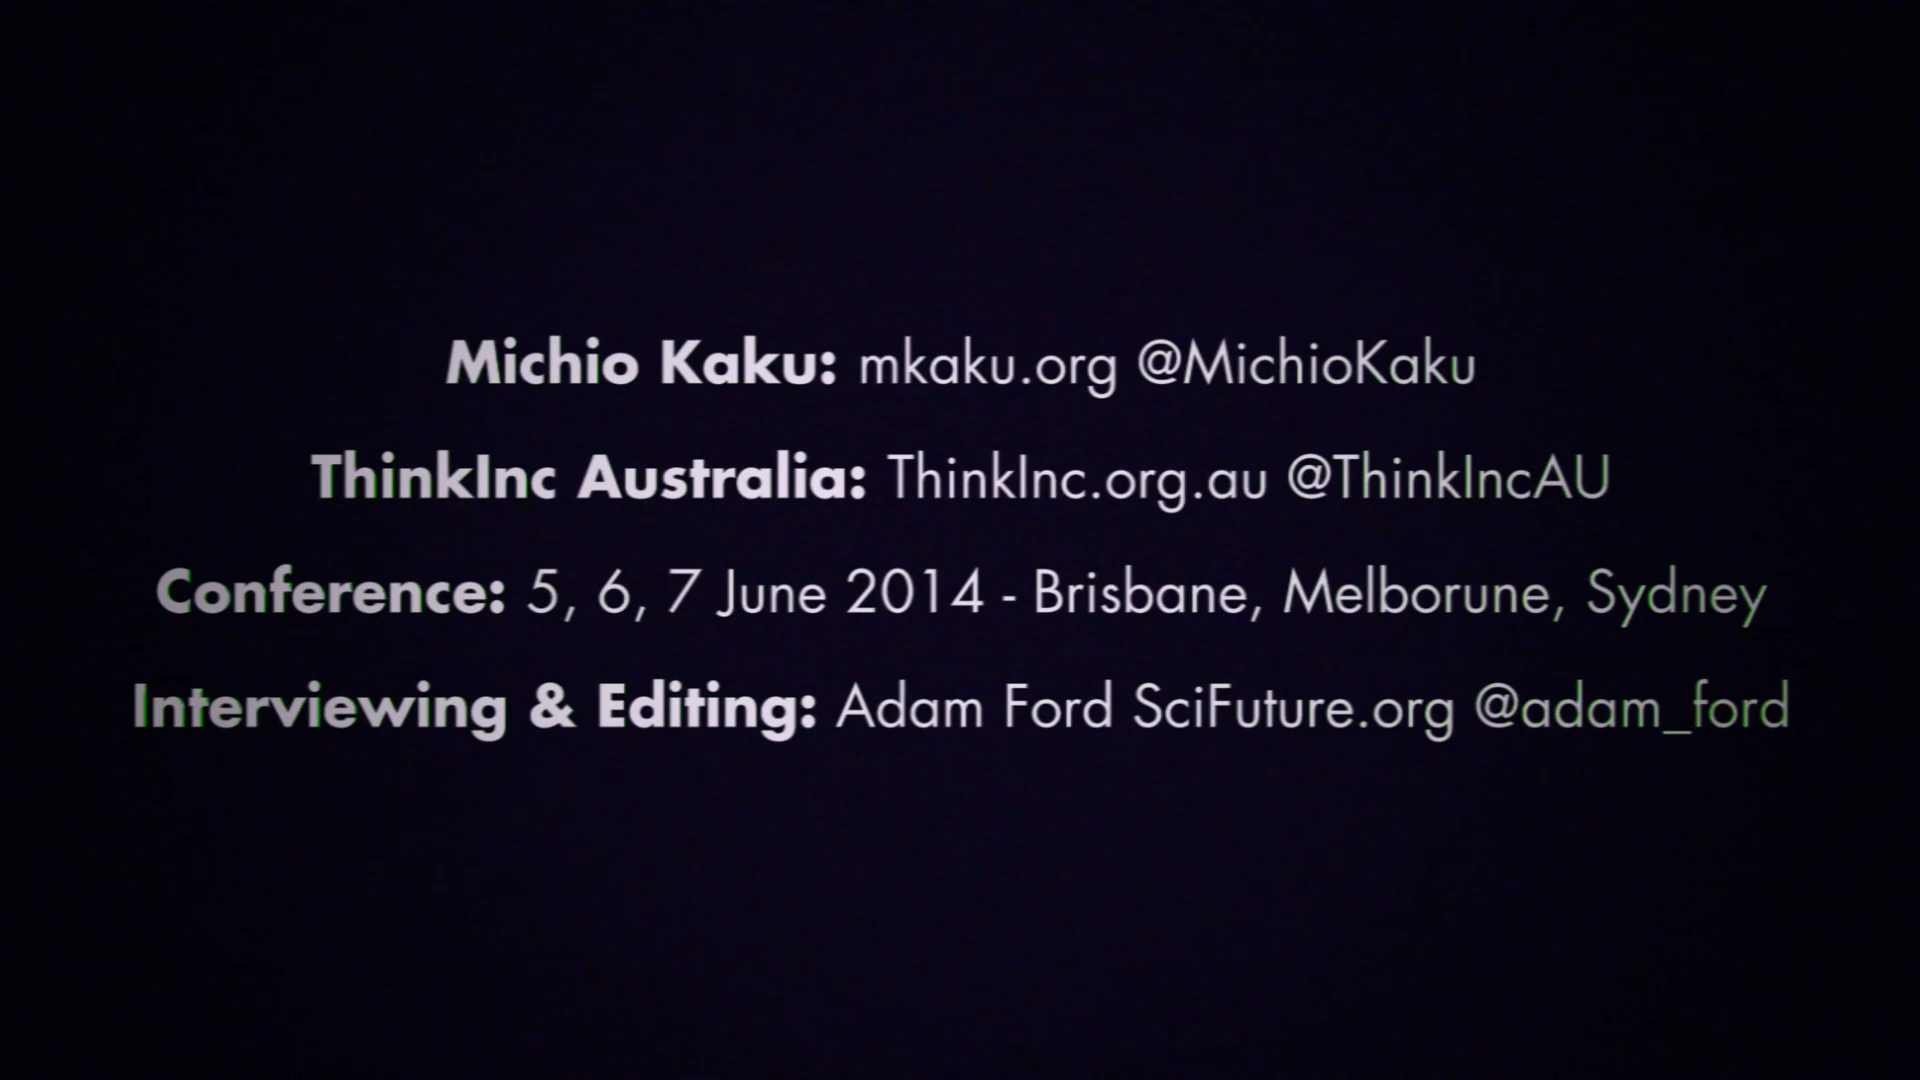 Michio Kaku: mkaku.org @MichioKaku
ThinkInc Australia: ThinkInc.org.au @ThinkIncAU
Conference: 5, 6, 7 June 2014 - Brisbane, Melborune, Sydney
Interviewing & Editing: Adam Ford SciFuture.org @adam_ford